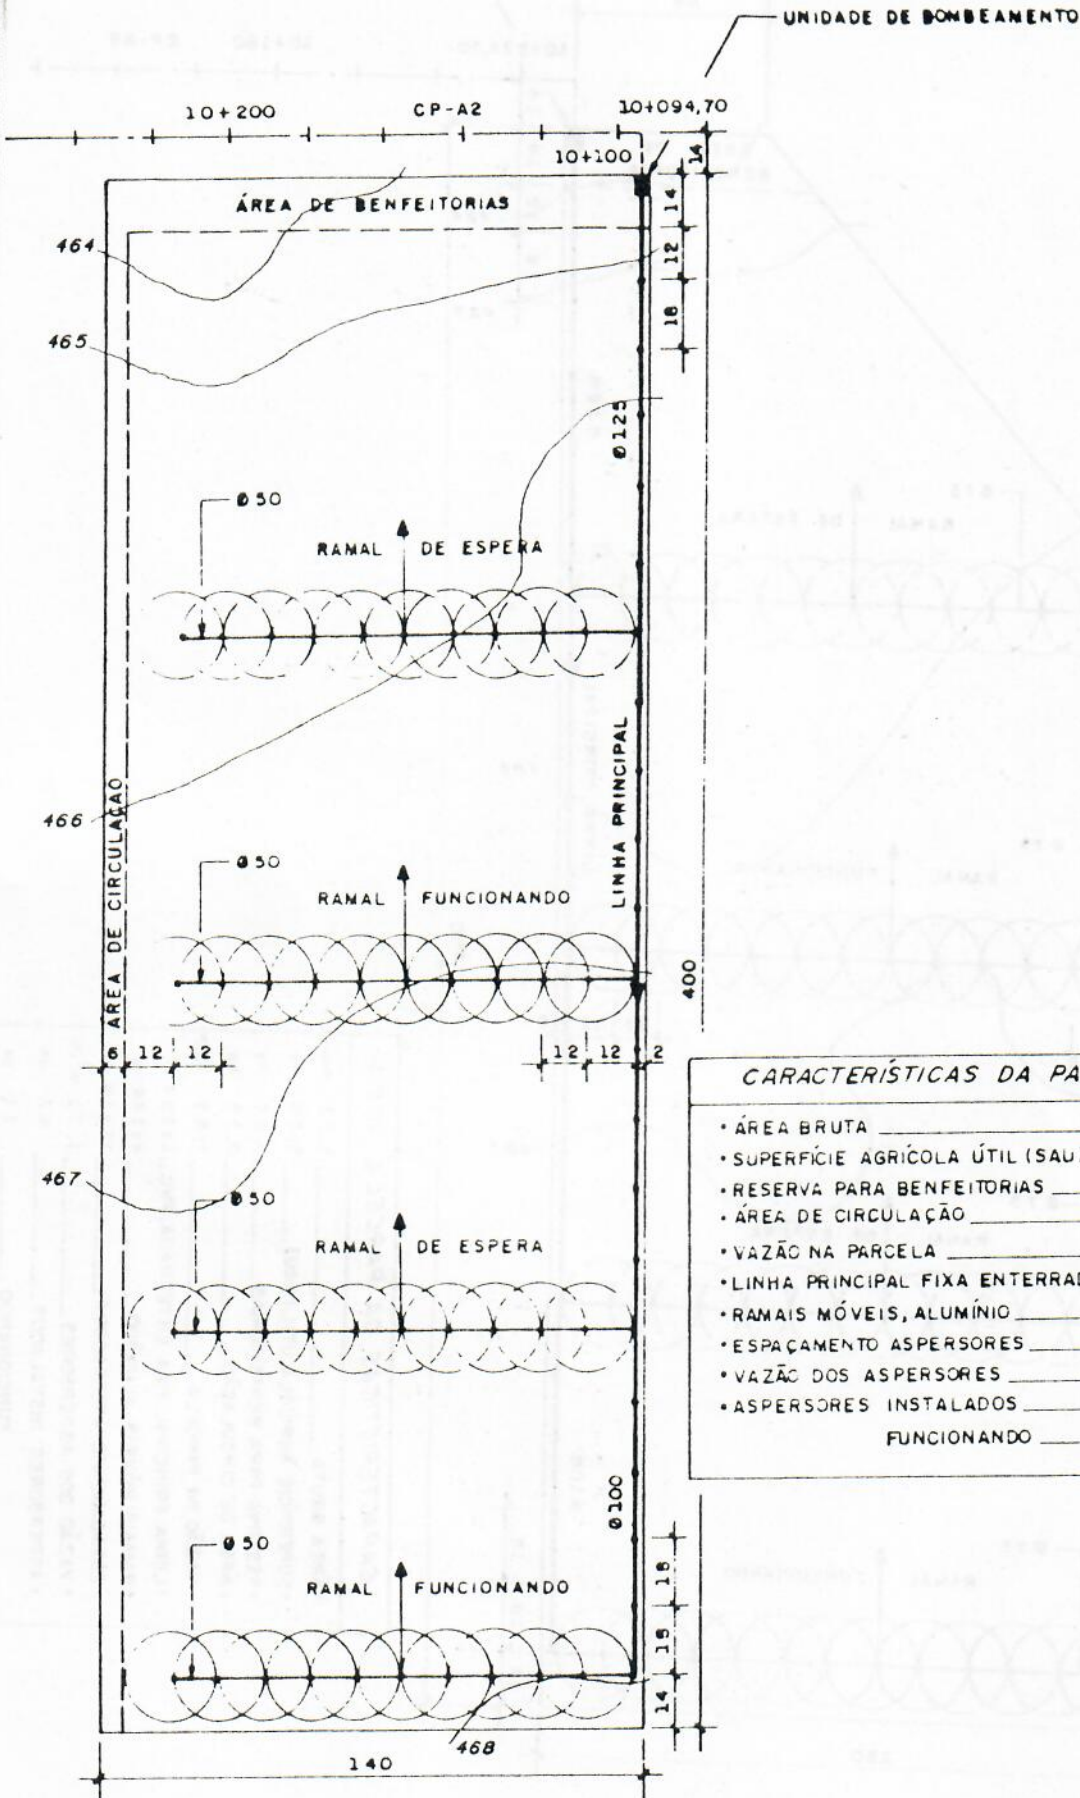 UNIDADE DE BOMBEAMENTO
10+200
CP-A2
10+094,70
10+100
14
ÁREA DE BENFEITORIAS
14
464
12
465
18
Ø125
Ø50
RAMAL DE ESPERA
LINHA PRINCIPAL
466
ÁREA DE CIRCULAÇAO
Ø50
RAMAL FUNCIONANDO
400
6 12 12
12 12 2
CARACTERÍSTICAS DA PA
• ÁREA BRUTA
• SUPERFÍCIE AGRÍCOLA ÚTIL (SAU
• RESERVA PARA BENFEITORIAS
• ÁREA DE CIRCULAÇÃO
• VAZÃO NA PARCELA
• LINHA PRINCIPAL FIXA ENTERRAD
• RAMAIS MÓVEIS, ALUMÍNIO
• ESPAÇAMENTO ASPERSORES
• VAZÃO DOS ASPERSORES
• ASPERSORES INSTALADOS
FUNCIONANDO
467
Ø50
RAMAL DE ESPERA
Ø100
Ø50
RAMAL FUNCIONANDO
18
18
14
468
140